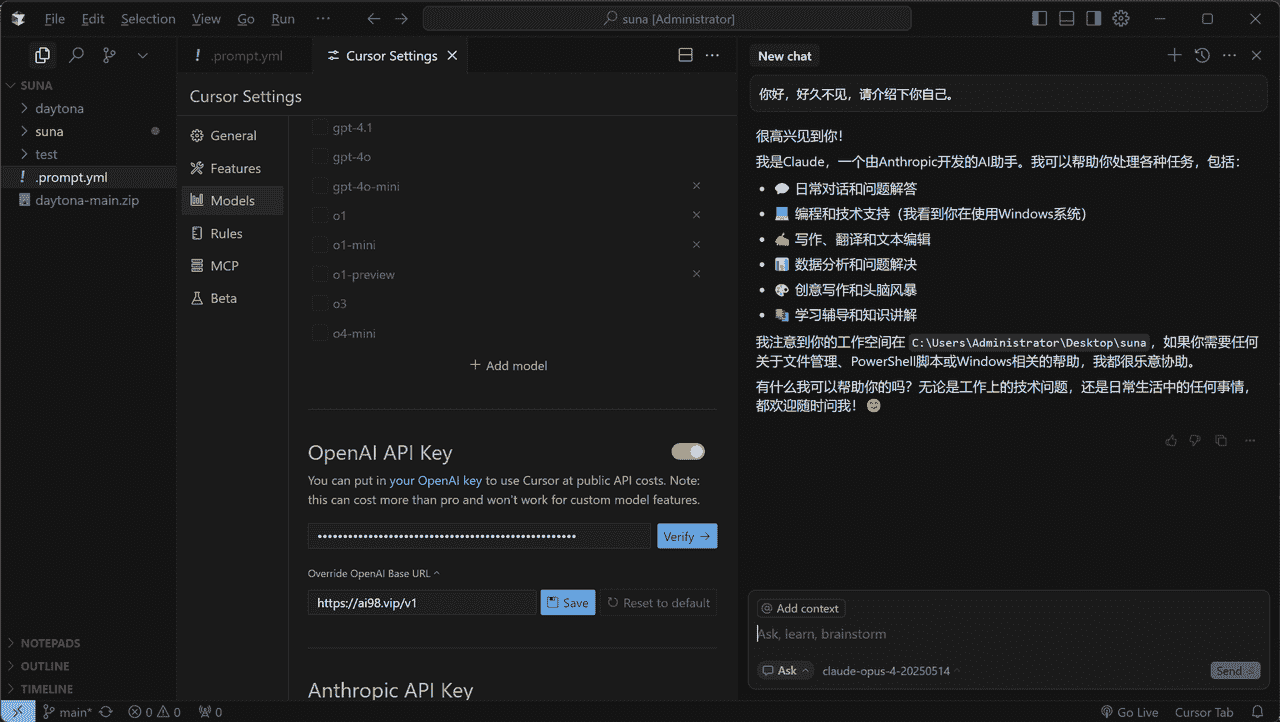 File Edit Selection View Go Run ··· suna [Administrator]
SUNA
daytona
suna
test
! .prompt.yml
daytona-main.zip
NOTEPADS
OUTLINE
TIMELINE
! .prompt.yml
Cursor Settings
Cursor Settings
General
Features
Models
Rules
MCP
Beta
gpt-4.1
gpt-4o
gpt-4o-mini
o1
o1-mini
o1-preview
o3
o4-mini
+ Add model
OpenAI API Key
You can put in your OpenAI key to use Cursor at public API costs. Note:
this can cost more than pro and won't work for custom model features.
••••••••••••••••••••••••••••••••••••••••••••••••••• Verify →
Override OpenAI Base URL
https://ai98.vip/v1 Save Reset to default
Anthropic API Key
New chat
你好，好久不见，请介绍下你自己。
很高兴见到你！
我是Claude，一个由Anthropic开发的AI助手。我可以帮助你处理各种任务，包括：
• 💬 日常对话和问题解答
• 💻 编程和技术支持（我看到你在使用Windows系统）
• ✍️ 写作、翻译和文本编辑
• 📊 数据分析和问题解决
• 🎨 创意写作和头脑风暴
• 📚 学习辅导和知识讲解
我注意到你的工作空间在 C:\Users\Administrator\Desktop\suna，如果你需要任何
关于文件管理、PowerShell脚本或Windows相关的帮助，我都很乐意协助。
有什么我可以帮助你的吗？无论是工作上的技术问题，还是日常生活中的任何事情，
都欢迎随时问我！😊
@ Add context
Ask, learn, brainstorm
Ask claude-opus-4-20250514 Send
main* 0 0 0 Go Live Cursor Tab